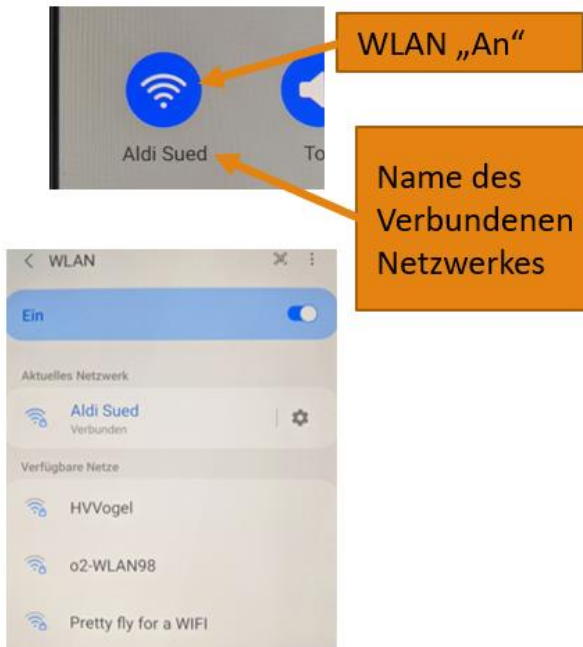 WLAN „An“
Aldi Sued
To
Name des
Verbundenen
Netzwerkes
WLAN
Ein
Aktuelles Netzwerk
Aldi Sued
Verbunden
Verfügbare Netze
HVVogel
o2-WLAN98
Pretty fly for a WIFI